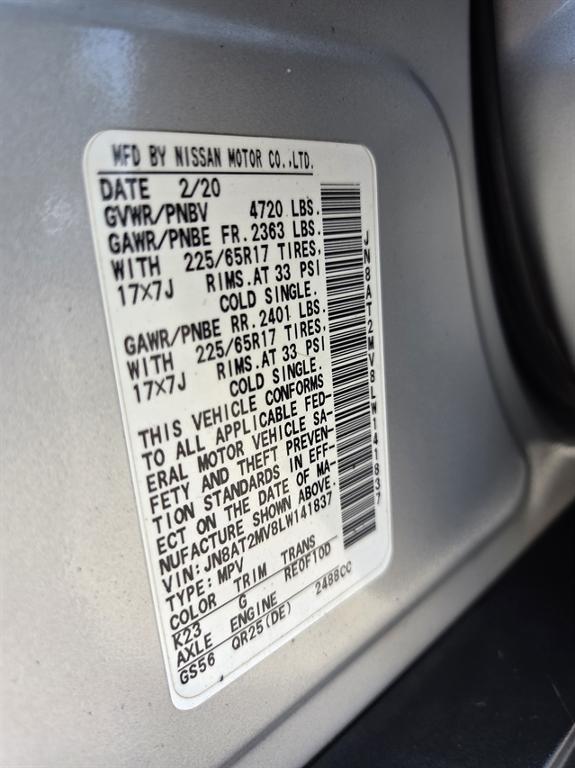 MFD BY NISSAN MOTOR CO.,LTD.
DATE 2/20
GVWR/PNBV 4720 LBS.
GAWR/PNBE FR. 2363 LBS.
WITH 225/65R17 TIRES,
17X7J RIMS. AT 33 PSI
COLD SINGLE.
GAWR/PNBE RR. 2401 LBS.
WITH 225/65R17 TIRES,
17X7J RIMS. AT 33 PSI
COLD SINGLE.
THIS VEHICLE CONFORMS
TO ALL APPLICABLE FED-
ERAL MOTOR VEHICLE SA-
FETY AND THEFT PREVEN-
TION STANDARDS IN EFF-
ECT ON THE DATE OF MA-
NUFACTURE SHOWN ABOVE.
VIN: JN8AT2MV8LW141837
TYPE: MPV
COLOR TRIM TRANS
K23 G RE0F10D
AXLE ENGINE
GS56 QR25(DE) 2488CC
JN8AT2MV8LW141837